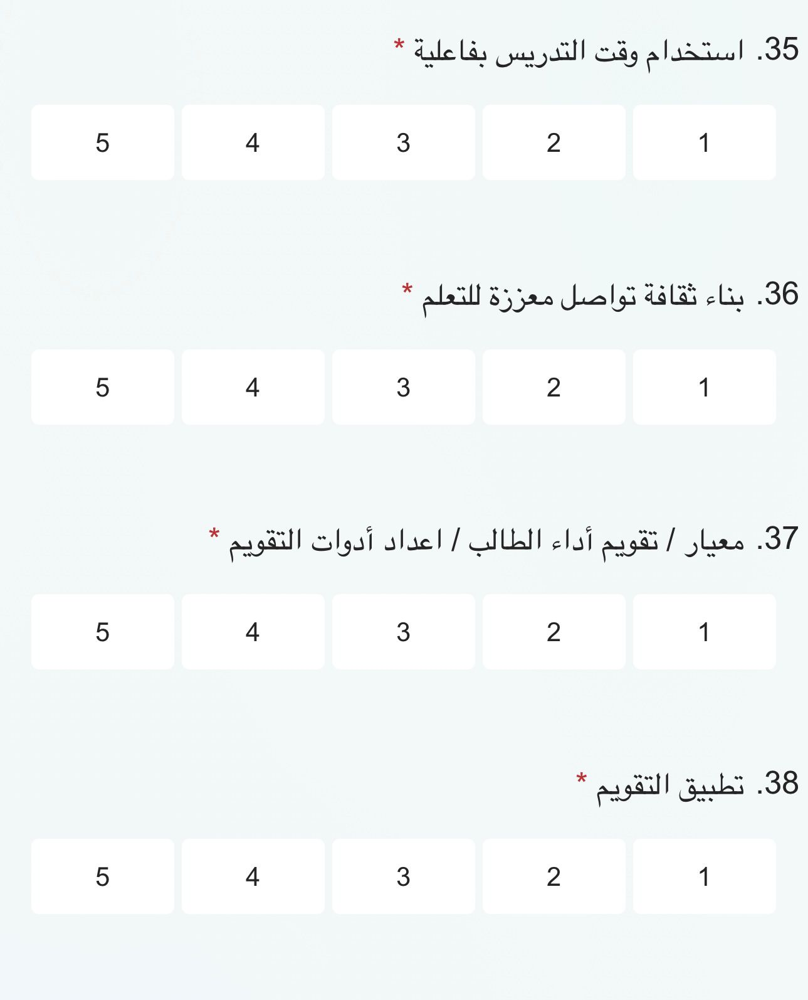 35. استخدام وقت التدريس بفاعلية *
1 2 3 4 5
36. بناء ثقافة تواصل معززة للتعلم *
1 2 3 4 5
37. معيار / تقويم أداء الطالب / اعداد أدوات التقويم *
1 2 3 4 5
38. تطبيق التقويم *
1 2 3 4 5